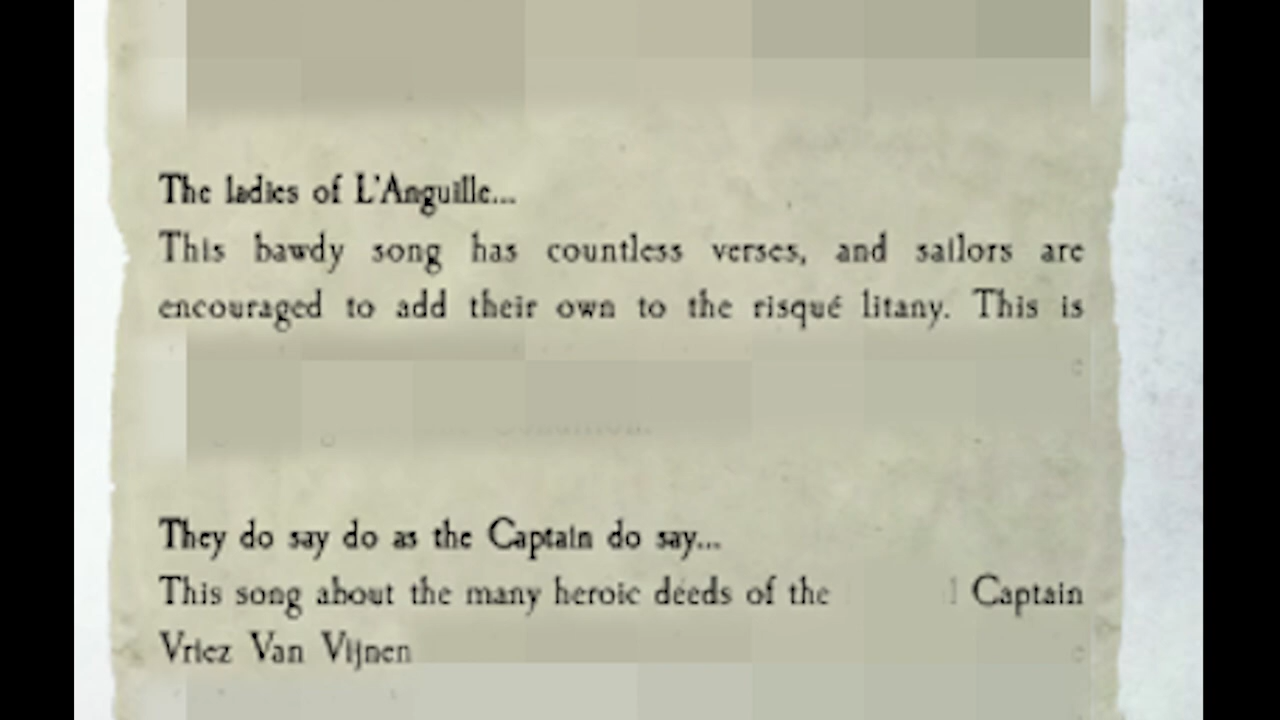 The ladies of L'Anguille...
This bawdy song has countless verses, and sailors are
encouraged to add their own to the risqué litany. This is
They do say do as the Captain do say...
This song about the many heroic deeds of the Captain
Vriez Van Vijnen